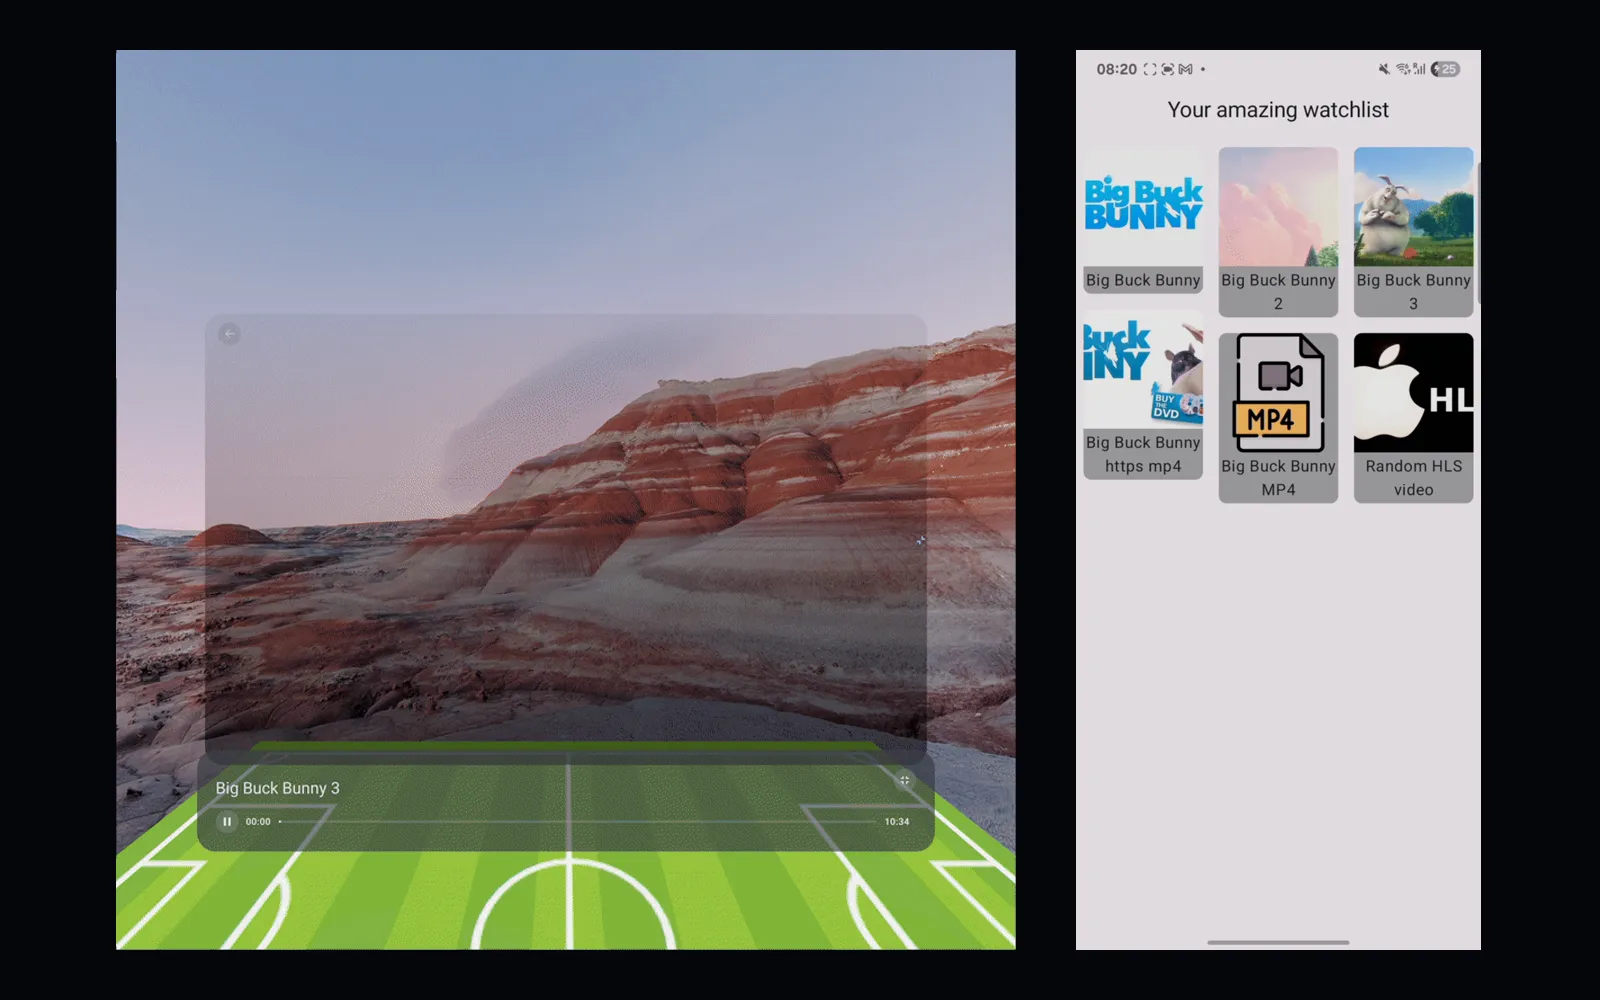 Big Buck Bunny 3
00:00
10:34
08:20
25
Your amazing watchlist
Big Buck
BUNNY
Big Buck Bunny
Big Buck Bunny
2
Big Buck Bunny
3
Buck
NNY
BUY
THE
DVD
Big Buck Bunny
https mp4
MP4
Big Buck Bunny
MP4
HL
Random HLS
video